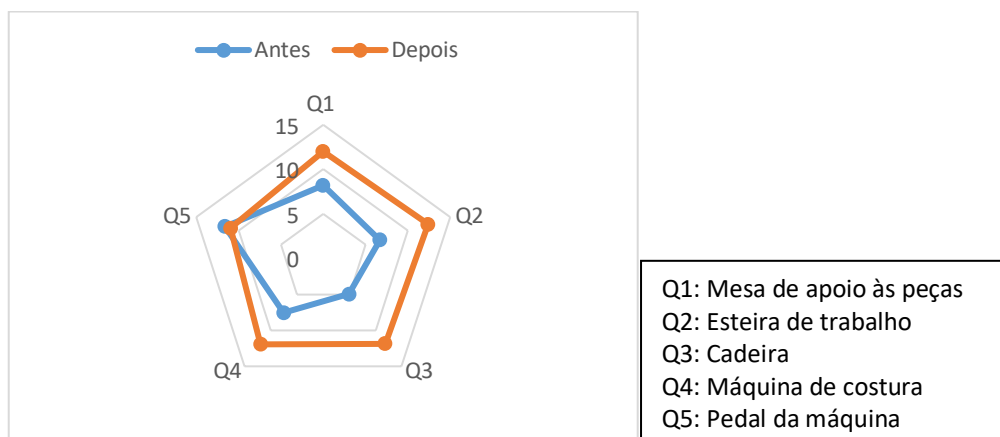 Antes Depois
Q1
15
10
5
0
Q5
Q2
Q4
Q3
Q1: Mesa de apoio às peças
Q2: Esteira de trabalho
Q3: Cadeira
Q4: Máquina de costura
Q5: Pedal da máquina